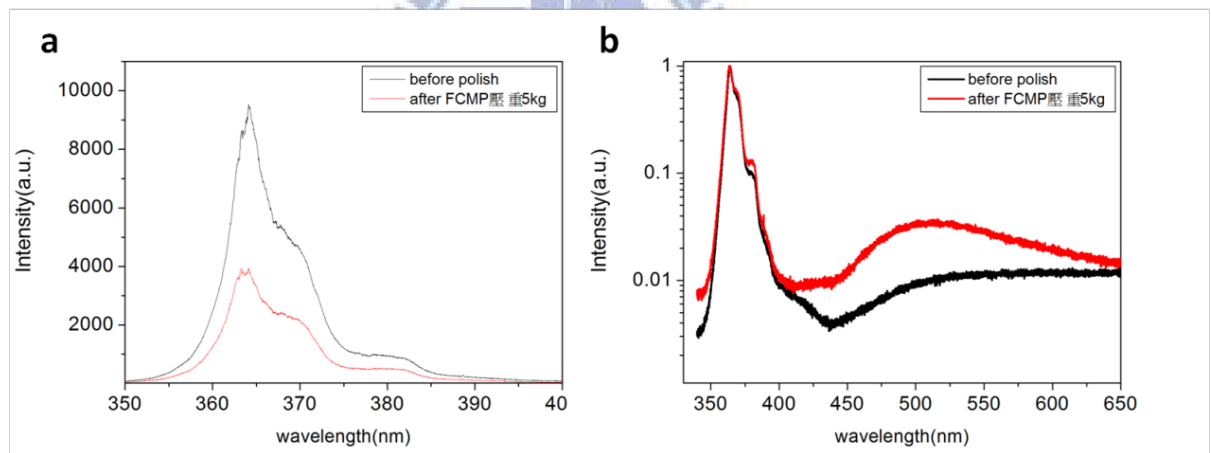 a
before polish
after FCMP壓 重5kg
10000
8000
6000
4000
2000
Intensity(a.u.)
350
360
370
380
390
40
wavelength(nm)
b
before polish
after FCMP壓 重5kg
1
0.1
0.01
Intensity(a.u.)
350
400
450
500
550
600
650
wavelength(nm)